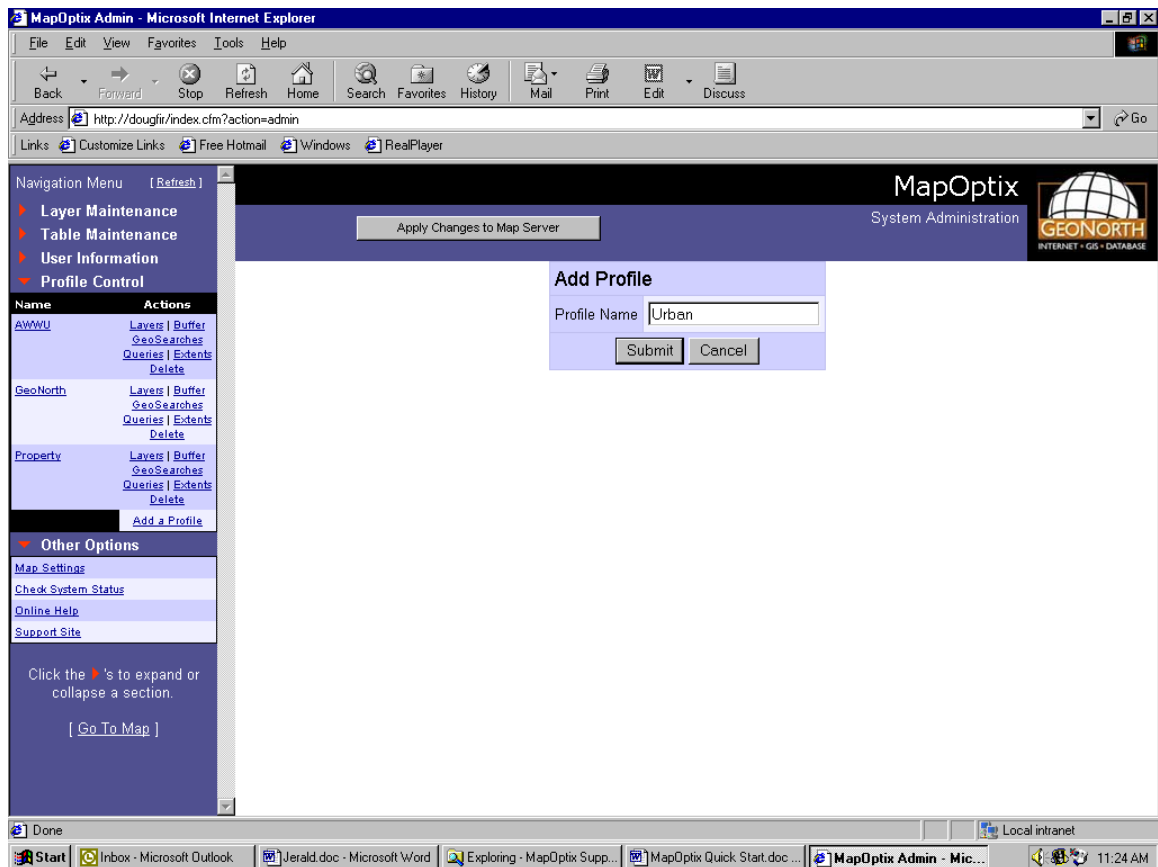 MapOptix Admin - Microsoft Internet Explorer
File Edit View Favorites Tools Help
Back Forward Stop Refresh Home Search Favorites History Mail Print Edit Discuss
Address http://dougfir/index.cfm?action=admin Go
Links Customize Links Free Hotmail Windows RealPlayer
Navigation Menu [ Refresh ]
Layer Maintenance
Table Maintenance
User Information
Profile Control
Name Actions
AWWU Layers | Buffer
GeoSearches
Queries | Extents
Delete
GeoNorth Layers | Buffer
GeoSearches
Queries | Extents
Delete
Property Layers | Buffer
GeoSearches
Queries | Extents
Delete
Add a Profile
Other Options
Map Settings
Check System Status
Online Help
Support Site
Click the 's to expand or
collapse a section.
[ Go To Map ]
MapOptix
System Administration
GEONORTH
INTERNET • GIS • DATABASE
Apply Changes to Map Server
Add Profile
Profile Name Urban
Submit Cancel
Done Local intranet
Start Inbox - Microsoft Outlook Jerald.doc - Microsoft Word Exploring - MapOptix Supp... MapOptix Quick Start.doc ... MapOptix Admin - Mic... 11:24 AM